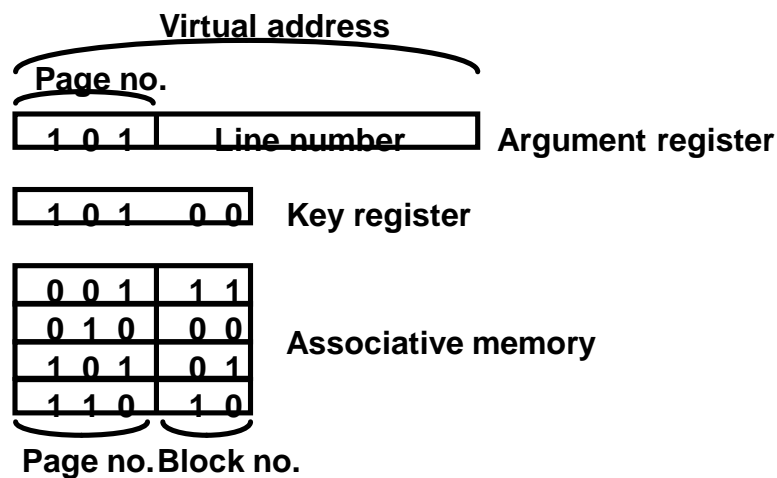 Virtual address
Page no.
1 0 1 Line number Argument register
1 0 1 0 0 Key register
0 0 1 1 1
0 1 0 0 0
Associative memory
1 0 1 0 1
1 1 0 1 0
Page no. Block no.